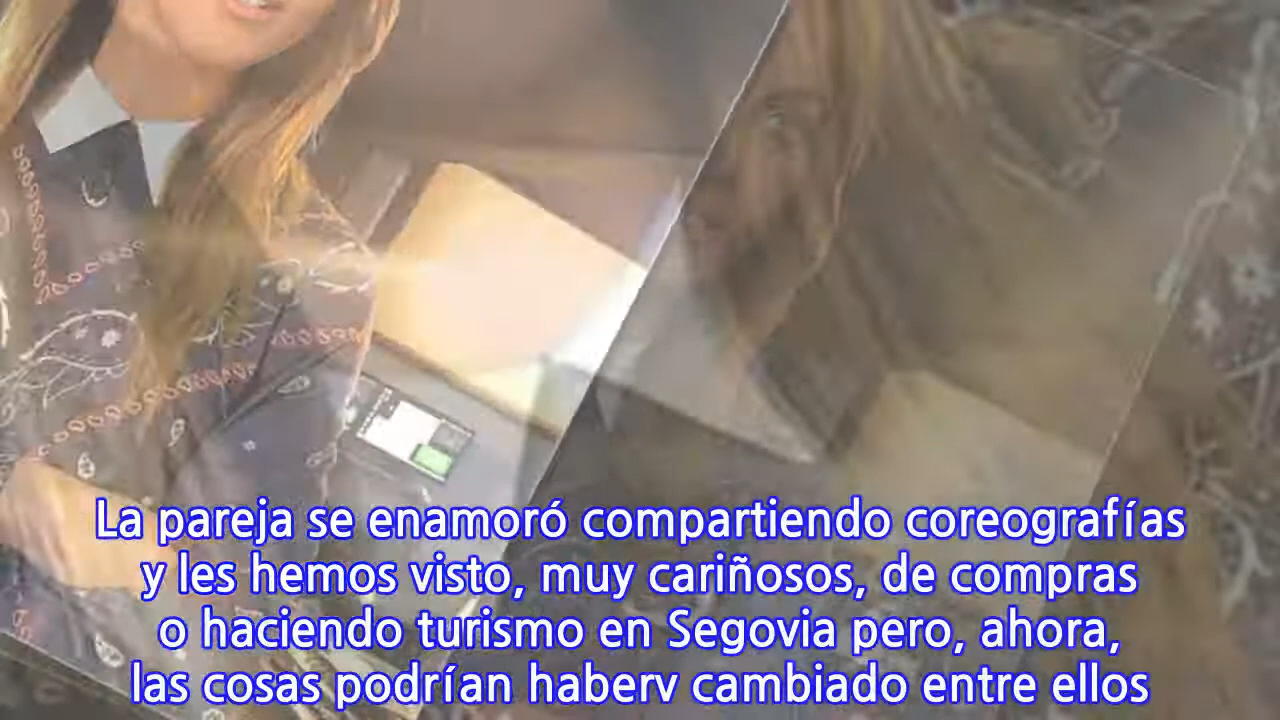 La pareja se enamoró compartiendo coreografías
y les hemos visto, muy cariñosos, de compras
o haciendo turismo en Segovia pero, ahora,
las cosas podrían haberv cambiado entre ellos